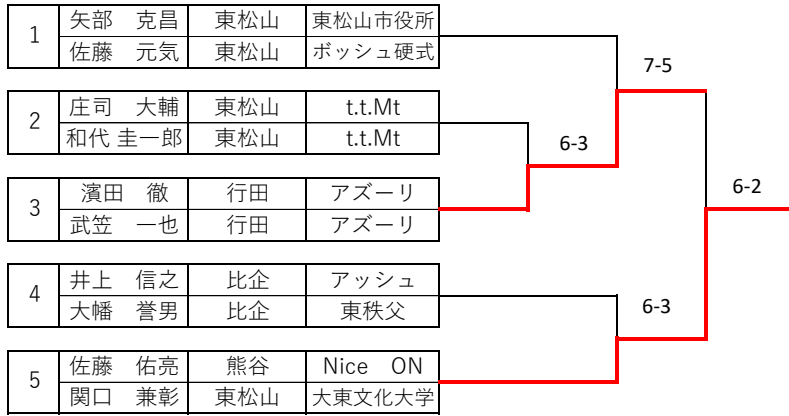 1 矢部　克昌 東松山 東松山市役所
佐藤　元気 東松山 ボッシュ硬式
7-5
2 庄司　大輔 東松山 t.t.Mt
和代 圭一郎 東松山 t.t.Mt
6-3
3 濱田　徹 行田 アズーリ
武笠　一也 行田 アズーリ
6-2
4 井上　信之 比企 アッシュ
大幡　誉男 比企 東秩父
6-3
5 佐藤　佑亮 熊谷 Nice　ON
関口　兼彰 東松山 大東文化大学